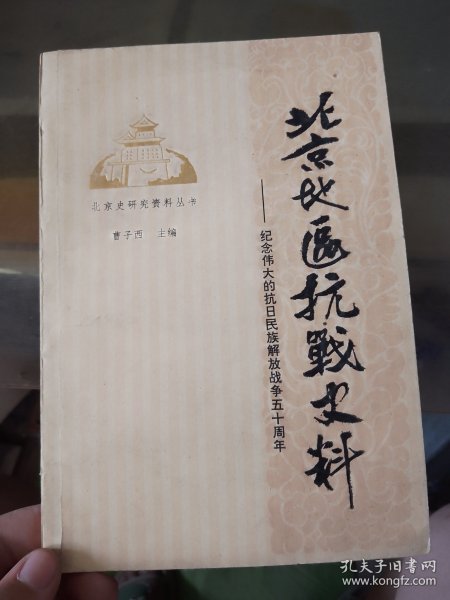 北京地區抗戰史料
——纪念伟大的抗日民族解放战争五十周年
北京史研究资料丛书
曹子西 主编
孔夫子旧书网
www.kongfz.com